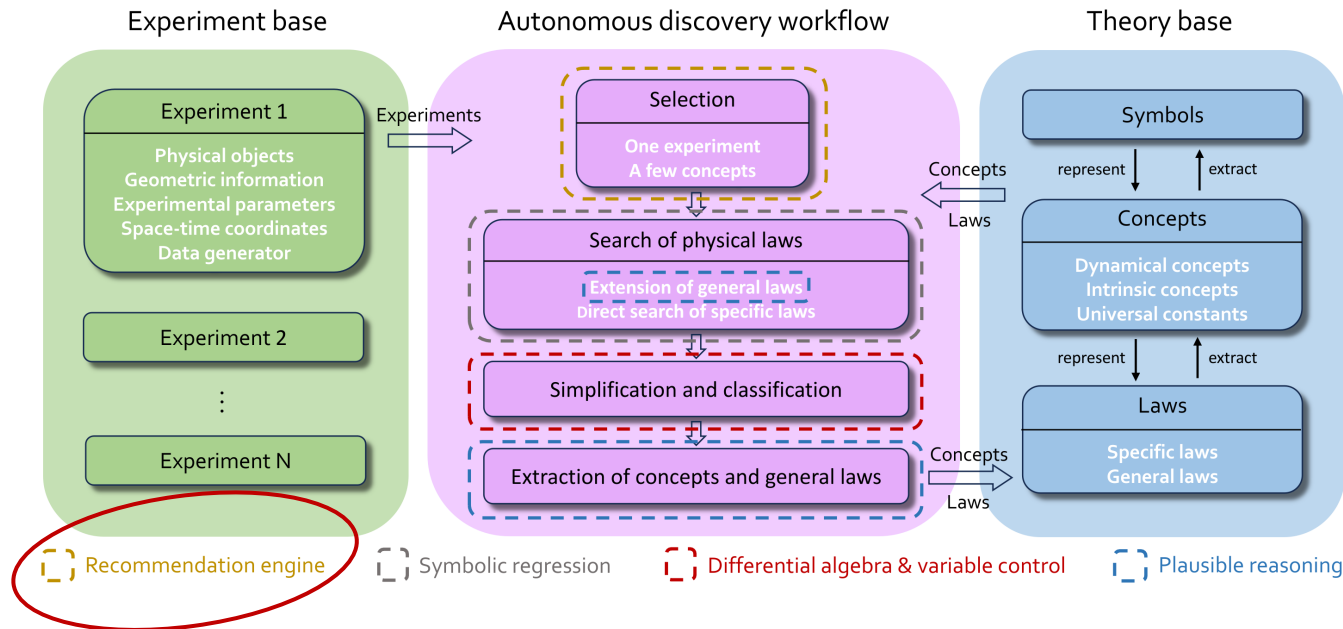 Experiment base
Autonomous discovery workflow
Theory base
Experiment 1
Physical objects
Geometric information
Experimental parameters
Space-time coordinates
Data generator
Experiment 2
⋮
Experiment N
Experiments
Selection
One experiment
A few concepts
Search of physical laws
Extension of general laws
Direct search of specific laws
Simplification and classification
Extraction of concepts and general laws
Concepts
Laws
Concepts
Laws
Symbols
represent
extract
Concepts
Dynamical concepts
Intrinsic concepts
Universal constants
represent
extract
Laws
Specific laws
General laws
Recommendation engine
Symbolic regression
Differential algebra & variable control
Plausible reasoning